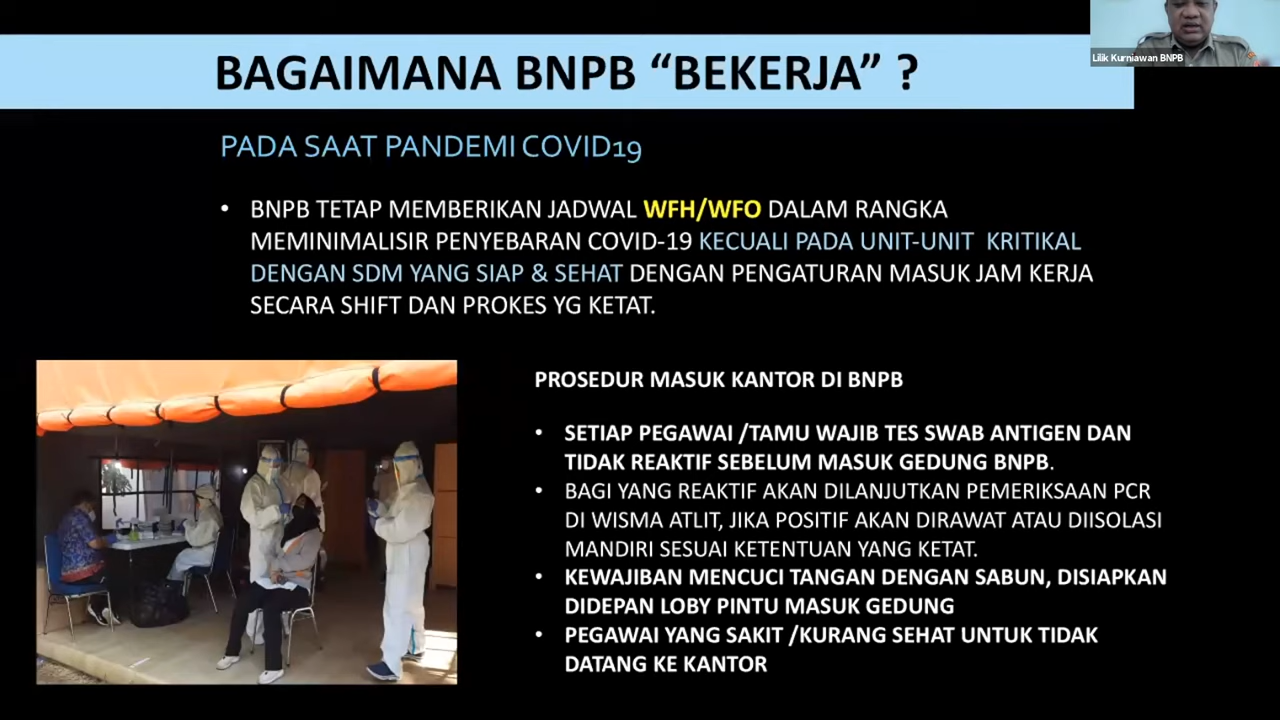 BAGAIMANA BNPB “BEKERJA” ?
Lilik Kurniawan BNPB
PADA SAAT PANDEMI COVID19
• BNPB TETAP MEMBERIKAN JADWAL WFH/WFO DALAM RANGKA
MEMINIMALISIR PENYEBARAN COVID-19 KECUALI PADA UNIT-UNIT KRITIKAL
DENGAN SDM YANG SIAP & SEHAT DENGAN PENGATURAN MASUK JAM KERJA
SECARA SHIFT DAN PROKES YG KETAT.
PROSEDUR MASUK KANTOR DI BNPB
• SETIAP PEGAWAI /TAMU WAJIB TES SWAB ANTIGEN DAN
TIDAK REAKTIF SEBELUM MASUK GEDUNG BNPB.
• BAGI YANG REAKTIF AKAN DILANJUTKAN PEMERIKSAAN PCR
DI WISMA ATLIT, JIKA POSITIF AKAN DIRAWAT ATAU DIISOLASI
MANDIRI SESUAI KETENTUAN YANG KETAT.
• KEWAJIBAN MENCUCI TANGAN DENGAN SABUN, DISIAPKAN
DIDEPAN LOBY PINTU MASUK GEDUNG
• PEGAWAI YANG SAKIT /KURANG SEHAT UNTUK TIDAK
DATANG KE KANTOR